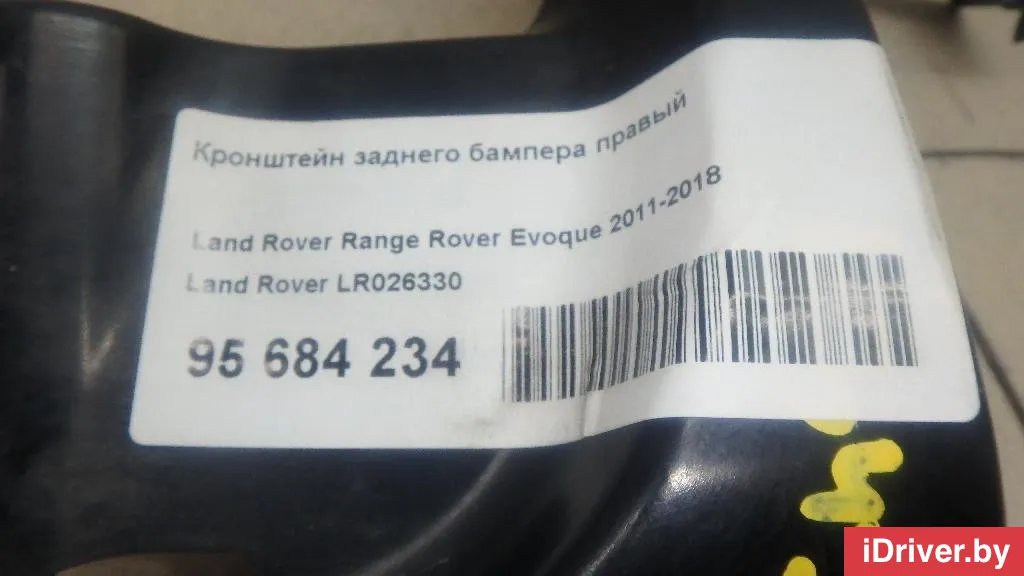 Кронштейн заднего бампера правый
Land Rover Range Rover Evoque 2011-2018
Land Rover LR026330
95 684 234
iDriver.by